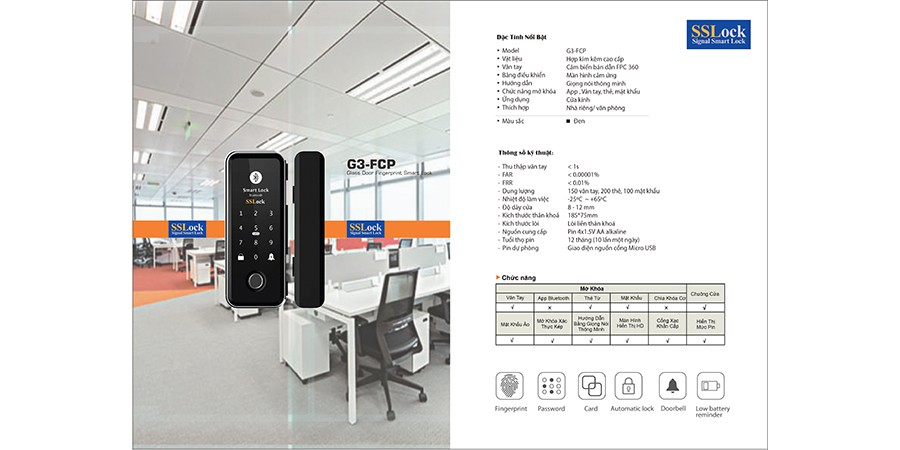 SSLock
Signal Smart Lock
G3-FCP
Glass Door Fingerprint Smart Lock
Smart Lock
SSLock
1 2 3
4 5 6
7 8 9
0
SSLock
Signal Smart Lock
SSLock
Signal Smart Lock
Đặc Tính Nổi Bật
• Model G3-FCP
• Vật liệu Hợp kim kẽm cao cấp
• Vân tay Cảm biến bán dẫn FPC 360
• Bảng điều khiển Màn hình cảm ứng
• Hướng dẫn Giọng nói thông minh
• Chức năng mở khóa App , Vân tay, thẻ, mật khẩu
• Ứng dụng Cửa kính
• Thích hợp Nhà riêng/ văn phòng
• Màu sắc ■ Đen
Thông số kỹ thuật:
- Thu thập vân tay < 1s
- FAR < 0.00001%
- FRR < 0.01%
- Dung lượng 150 vân tay, 200 thẻ, 100 mật khẩu
- Nhiệt độ làm việc -25ºC ~ +65ºC
- Độ dày cửa 8 - 12 mm
- Kích thước thân khoá 185*75mm
- Kích thước lõi Lõi liền thân khoá
- Nguồn cung cấp Pin 4x1.5V AA alkaline
- Tuổi thọ pin 12 tháng (10 lần một ngày)
- Pin dự phòng Giao diện nguồn cổng Micro USB
Chức năng
Mở Khóa
Chuông Cửa
Vân Tay App Bluetooth Thẻ Từ Mật Khẩu Chìa Khóa Cơ
√ × √ √ × √
Mật Khẩu Ảo Mở Khóa Xác Thực Kép Hướng Dẫn Bằng Giọng Nói Thông Minh Màn Hình Hiển Thị HD Cổng Xạc Khẩn Cấp Hiển Thị Mức Pin
√ √ √ √ √ √
Fingerprint Password Card Automatic lock Doorbell Low battery
reminder